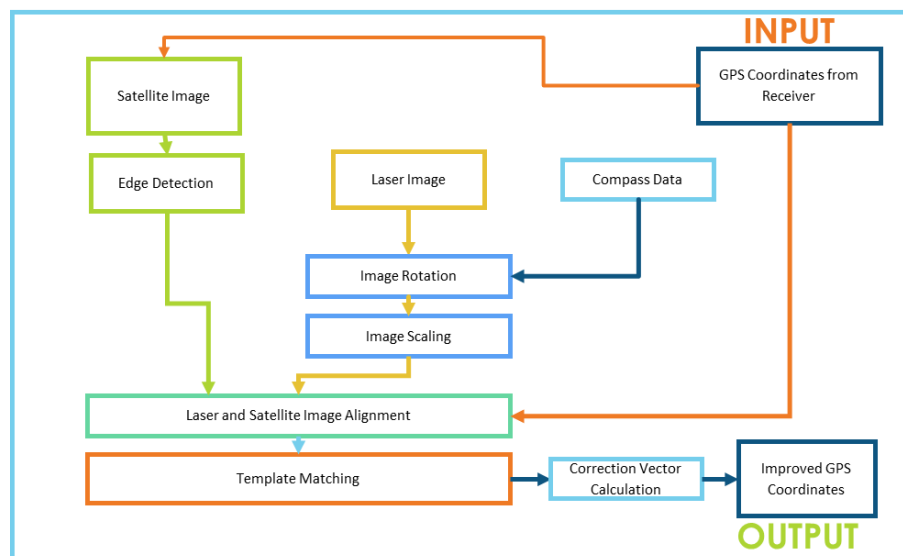 INPUT
GPS Coordinates from
Receiver
Satellite Image
Edge Detection
Laser Image
Compass Data
Image Rotation
Image Scaling
Laser and Satellite Image Alignment
Template Matching
Correction Vector
Calculation
Improved GPS
Coordinates
OUTPUT